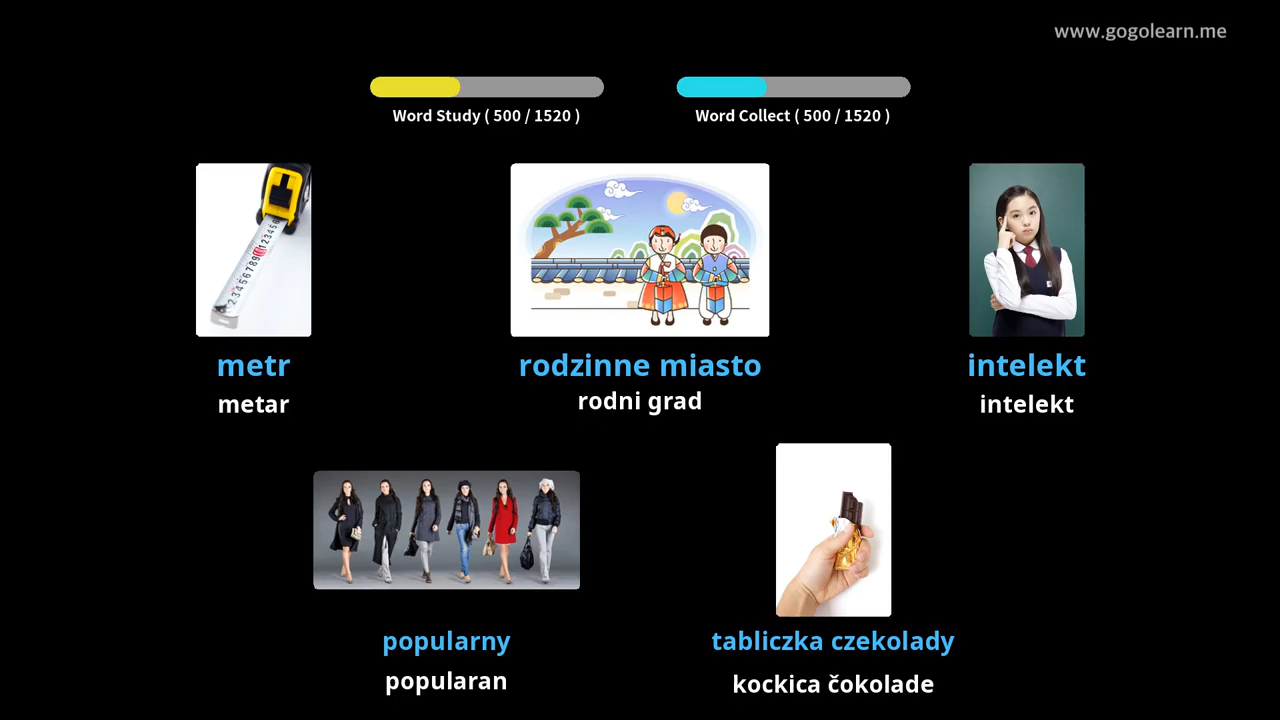 www.gogolearn.me
Word Study ( 500 / 1520 )
Word Collect ( 500 / 1520 )
metr
metar
rodzinne miasto
rodni grad
intelekt
intelekt
popularny
popularan
tabliczka czekolady
kockica čokolade